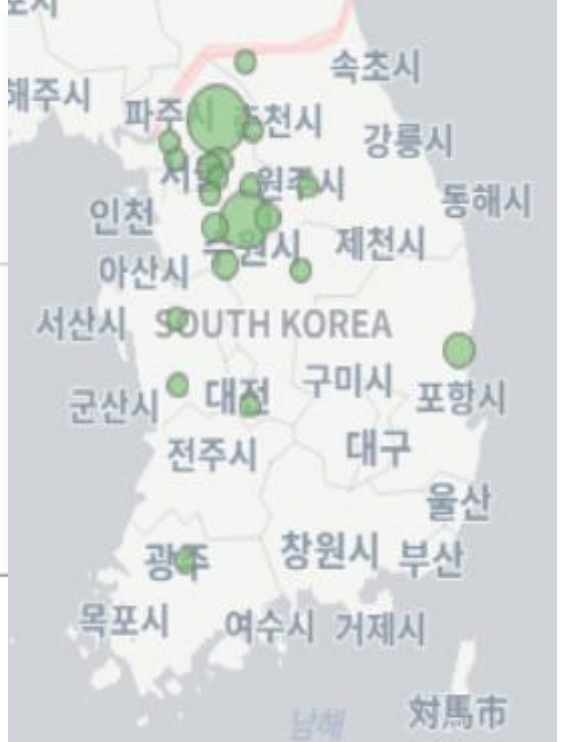 속초시
해주시
파주시
춘천시
강릉시
서울
원주시
동해시
인천
수원시
제천시
아산시
서산시
SOUTH KOREA
구미시
대전
포항시
군산시
전주시
대구
울산
광주
창원시
부산
목포시
여수시
거제시
対馬市
남해